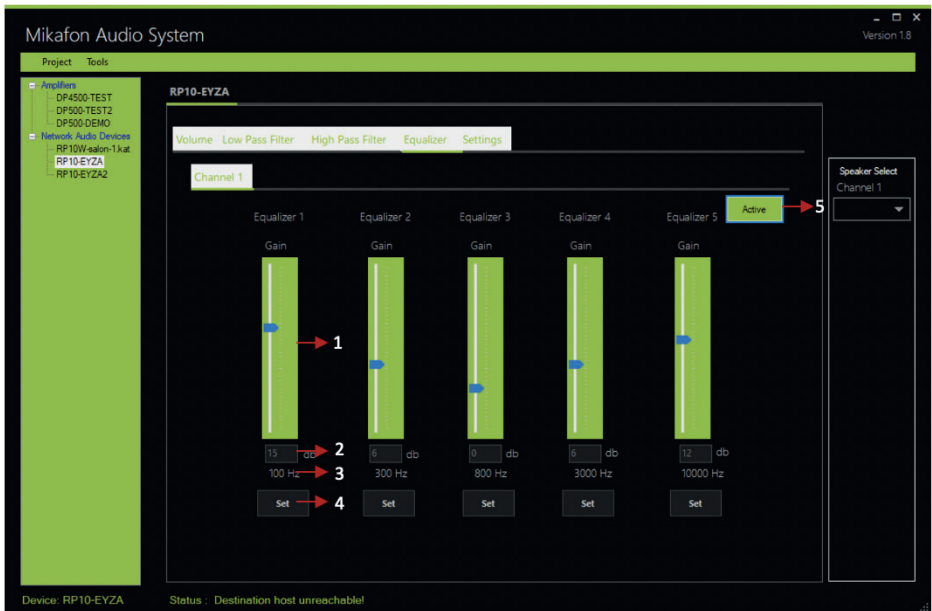 Mikafon Audio System
Version 1.8
Project Tools
Amplifiers
DP4500-TEST
DP500-TEST2
DP500-DEMO
Network Audio Devices
RP10W-salon-1.kat
RP10-EYZA
RP10-EYZA2
RP10-EYZA
Volume Low Pass Filter High Pass Filter Equalizer Settings
Channel 1
Equalizer 1 Equalizer 2 Equalizer 3 Equalizer 4 Equalizer 5 Active 5
Gain Gain Gain Gain Gain
1
15 db 2 6 db 0 db 6 db 12 db
100 Hz 3 300 Hz 800 Hz 3000 Hz 10000 Hz
Set 4 Set Set Set Set
Speaker Select
Channel 1
Device: RP10-EYZA Status : Destination host unreachable!